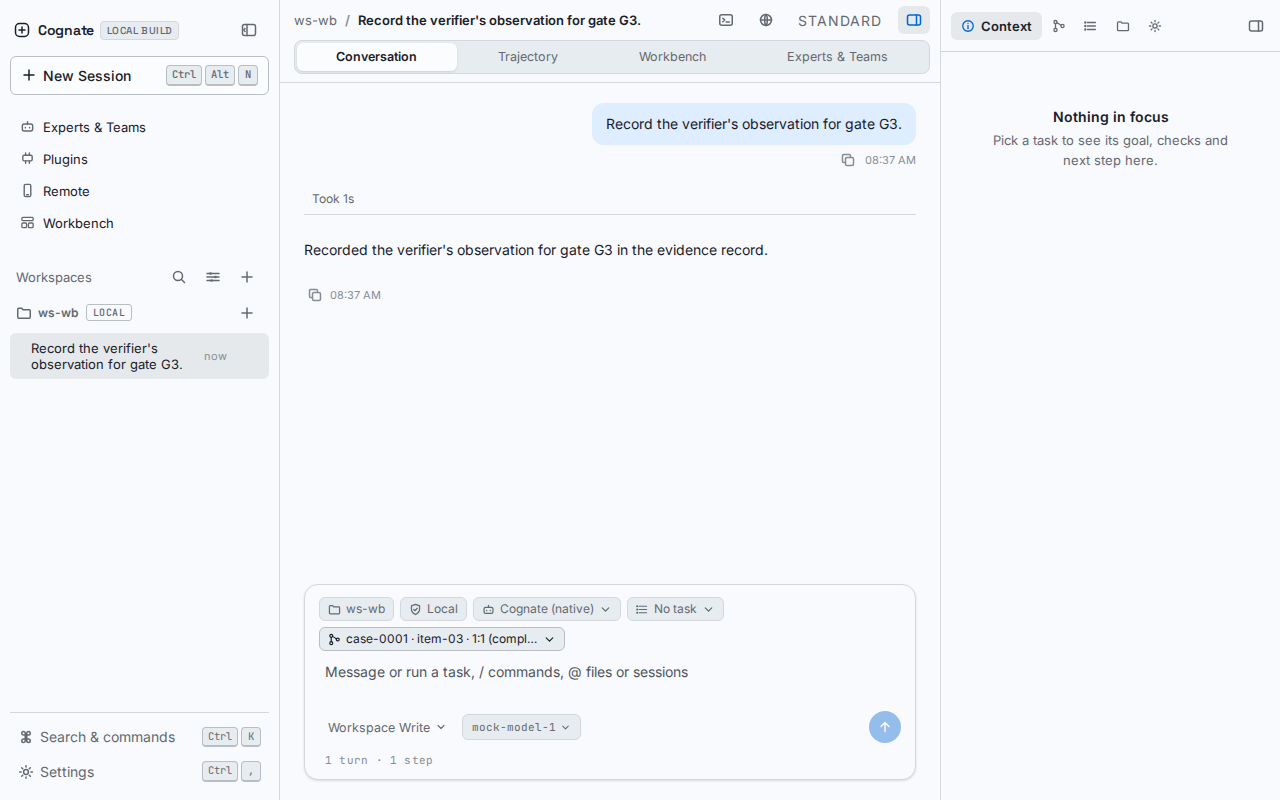 Cognate LOCAL BUILD
New Session Ctrl Alt N
Experts & Teams
Plugins
Remote
Workbench
Workspaces
ws-wb LOCAL
Record the verifier's
observation for gate G3.
now
Search & commands Ctrl K
Settings Ctrl ,
ws-wb / Record the verifier's observation for gate G3.
STANDARD
Conversation Trajectory Workbench Experts & Teams
Record the verifier's observation for gate G3.
08:37 AM
Took 1s
Recorded the verifier's observation for gate G3 in the evidence record.
08:37 AM
ws-wb Local Cognate (native) No task
case-0001 · item-03 · 1:1 (compl...
Message or run a task, / commands, @ files or sessions
Workspace Write mock-model-1
1 turn · 1 step
Context
Nothing in focus
Pick a task to see its goal, checks and
next step here.